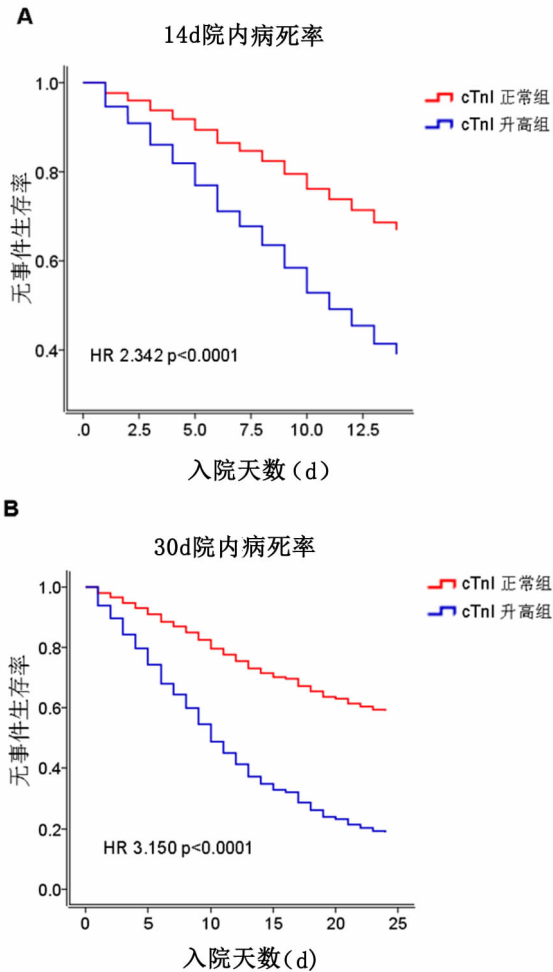 A
14d院内病死率
cTnI 正常组
cTnI 升高组
1.0
0.8
0.6
0.4
无事件生存率
HR 2.342 p<0.0001
.0 2.5 5.0 7.5 10.0 12.5
入院天数（d）
B
30d院内病死率
cTnI 正常组
cTnI 升高组
1.0
0.8
0.6
0.4
0.2
0.0
无事件生存率
HR 3.150 p<0.0001
0 5 10 15 20 25
入院天数(d)